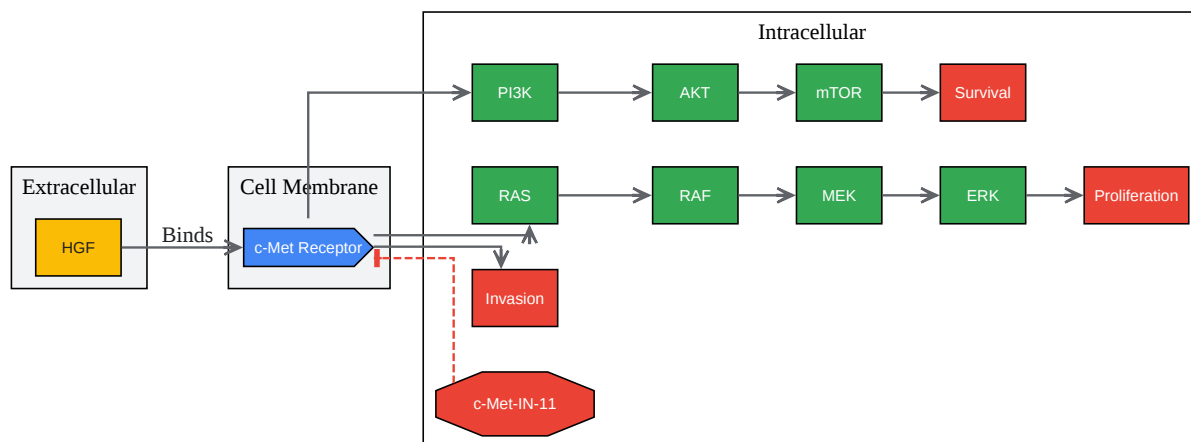 Intracellular
PI3K
AKT
mTOR
Survival
Extracellular
Cell Membrane
RAS
RAF
MEK
ERK
Proliferation
HGF
Binds
c-Met Receptor
Invasion
c-Met-IN-11